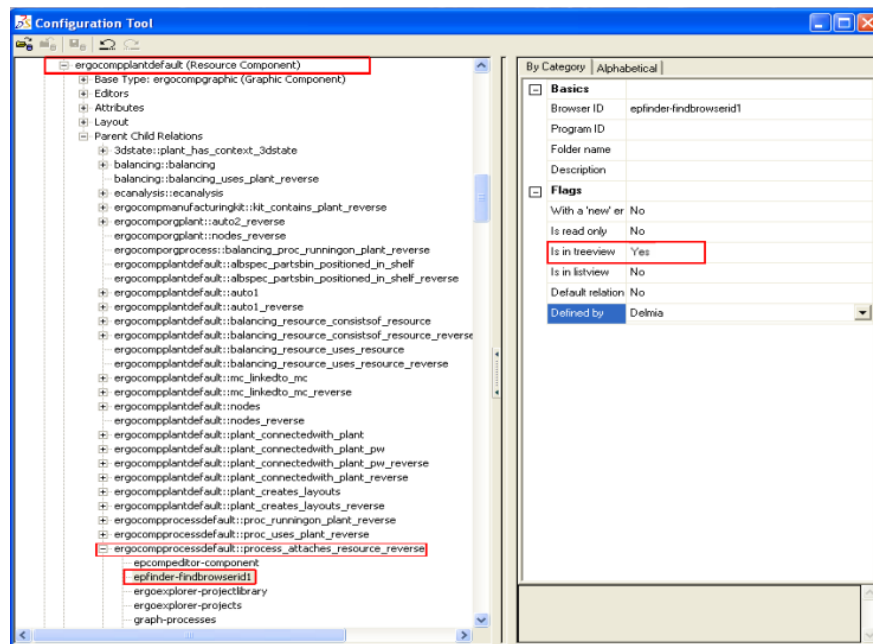 Configuration Tool
ergocompplantdefault (Resource Component)
Base Type: ergocompgraphic (Graphic Component)
Editors
Attributes
Layout
Parent Child Relations
3dstate::plant_has_context_3dstate
balancing::balancing
balancing::balancing_uses_plant_reverse
ecanalysis::ecanalysis
ergocompmanufacturingkit::kit_contains_plant_reverse
ergocomporgplant::auto2_reverse
ergocomporgplant::nodes_reverse
ergocomporgprocess::balancing_proc_runningon_plant_reverse
ergocompplantdefault::albspec_partsbin_positioned_in_shelf
ergocompplantdefault::albspec_partsbin_positioned_in_shelf_reverse
ergocompplantdefault::auto1
ergocompplantdefault::auto1_reverse
ergocompplantdefault::balancing_resource_consistsof_resource
ergocompplantdefault::balancing_resource_consistsof_resource_reverse
ergocompplantdefault::balancing_resource_uses_resource
ergocompplantdefault::balancing_resource_uses_resource_reverse
ergocompplantdefault::mc_linkedto_mc
ergocompplantdefault::mc_linkedto_mc_reverse
ergocompplantdefault::nodes
ergocompplantdefault::nodes_reverse
ergocompplantdefault::plant_connectedwith_plant
ergocompplantdefault::plant_connectedwith_plant_pw
ergocompplantdefault::plant_connectedwith_plant_pw_reverse
ergocompplantdefault::plant_connectedwith_plant_reverse
ergocompplantdefault::plant_creates_layouts
ergocompplantdefault::plant_creates_layouts_reverse
ergocompprocessdefault::proc_runningon_plant_reverse
ergocompprocessdefault::proc_uses_plant_reverse
ergocompprocessdefault::process_attaches_resource_reverse
epcompeditor-component
epfinder-findbrowserid1
ergoexplorer-projectlibrary
ergoexplorer-projects
graph-processes
By Category Alphabetical
Basics
Browser ID epfinder-findbrowserid1
Program ID
Folder name
Description
Flags
With a 'new' er No
Is read only No
Is in treeview Yes
Is in listview No
Default relation No
Defined by Delmia